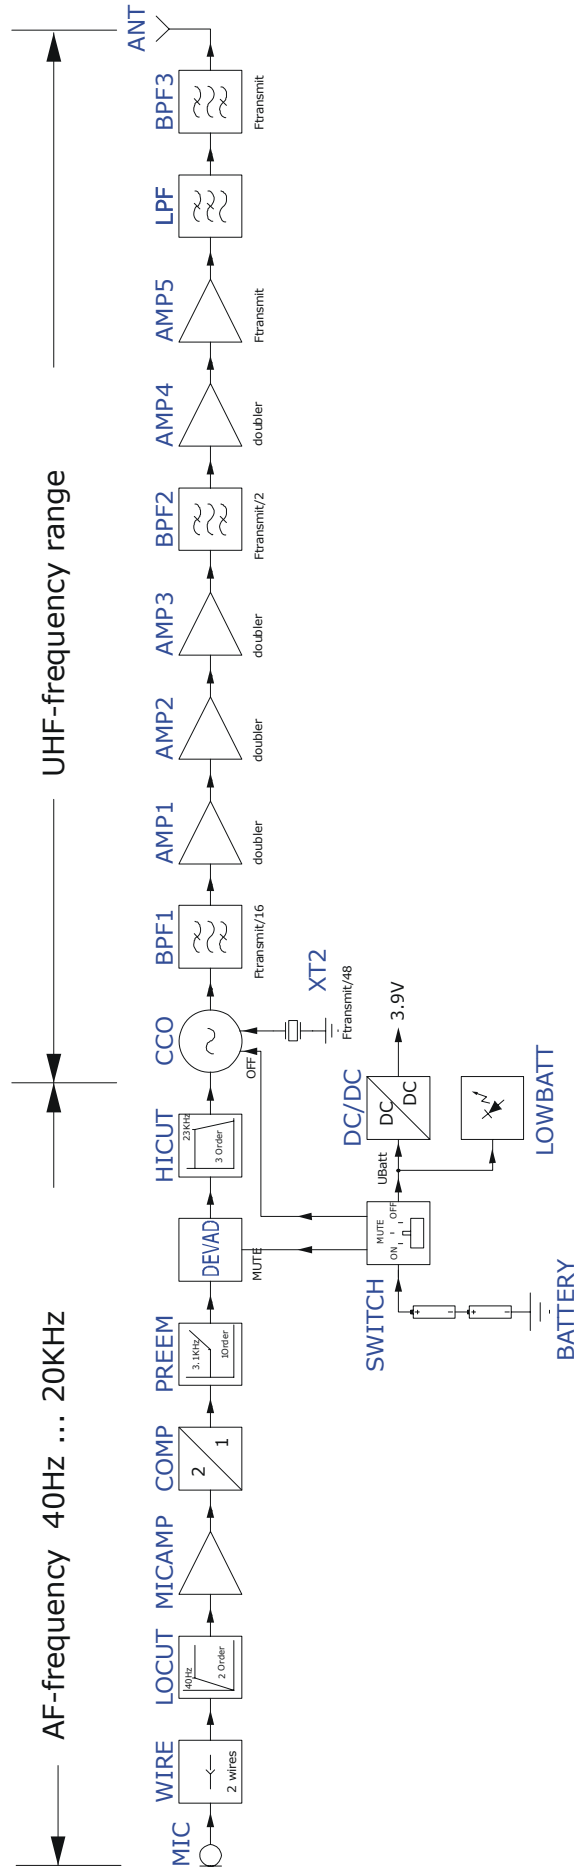 AF-frequency 40Hz ... 20KHz
UHF-frequency range
MIC
WIRE
2 wires
LOCUT
40Hz
2 Order
MICAMP
COMP
2
1
PREEM
3.1KHz
1Order
DEVAD
MUTE
HICUT
23KHz
3 Order
CCO
OFF
XT2
Ftransmit/48
BPF1
Ftransmit/16
AMP1
doubler
AMP2
doubler
AMP3
doubler
BPF2
Ftransmit/2
AMP4
doubler
AMP5
Ftransmit
LPF
BPF3
Ftransmit
ANT
SWITCH
ON
MUTE
OFF
UBatt
DC/DC
DC
DC
3.9V
LOWBATT
BATTERY
+
-
+
-